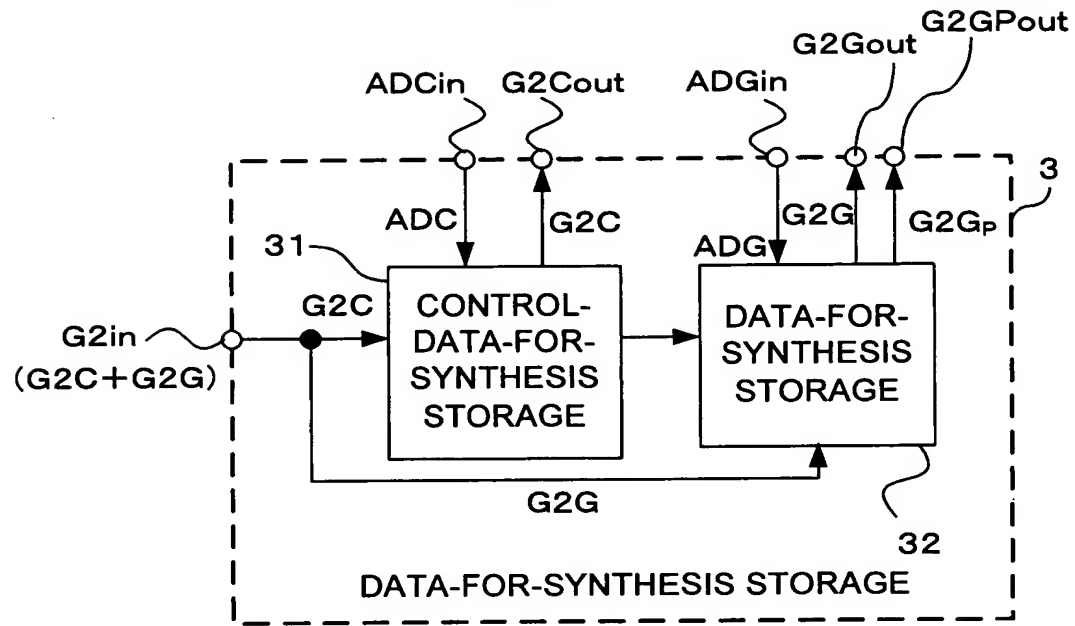 G2GPout
G2Gout
ADCin
G2Cout
ADGin
3
ADC
G2C
G2G
G2Gₚ
31
ADG
G2C
CONTROL-
DATA-FOR-
SYNTHESIS
STORAGE
DATA-FOR-
SYNTHESIS
STORAGE
G2in
(G2C+G2G)
G2G
32
DATA-FOR-SYNTHESIS STORAGE